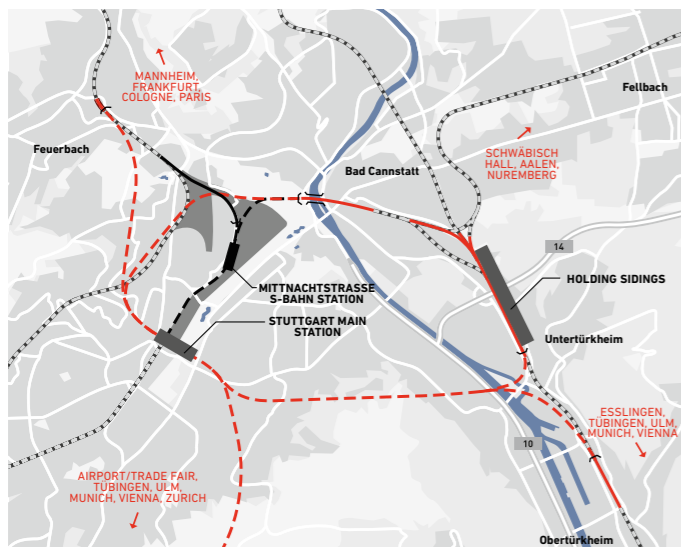 MANNHEIM,
FRANKFURT,
COLOGNE, PARIS
Fellbach
Feuerbach
Bad Cannstatt
SCHWÄBISCH
HALL, AALEN,
NUREMBERG
14
MITTNACHTSTRASSE
S-BAHN STATION
HOLDING SIDINGS
STUTTGART MAIN
STATION
Untertürkheim
ESSLINGEN,
TÜBINGEN, ULM,
MUNICH, VIENNA
10
AIRPORT/TRADE FAIR,
TÜBINGEN, ULM,
MUNICH, VIENNA, ZURICH
Obertürkheim